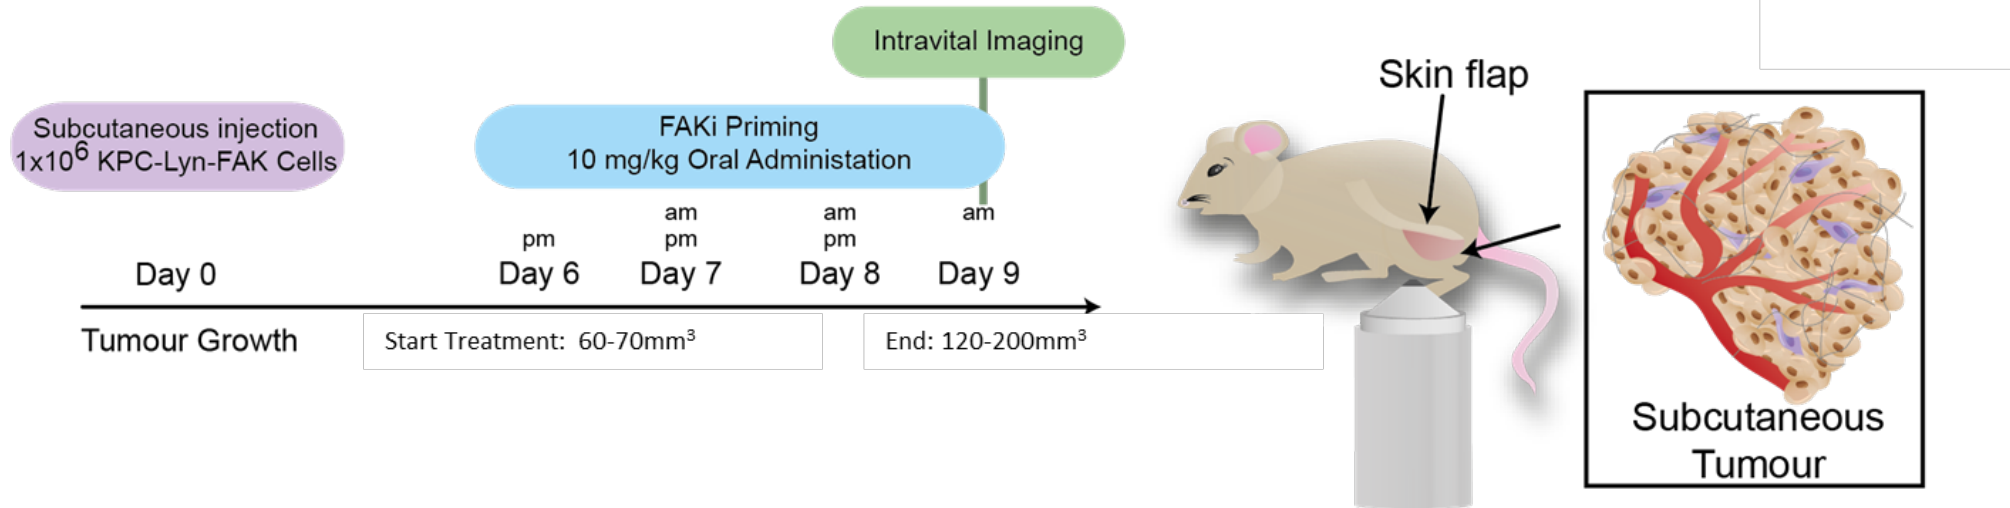 Intravital Imaging
Subcutaneous injection
1x10⁶ KPC-Lyn-FAK Cells
FAKi Priming
10 mg/kg Oral Administation
am am am
pm pm pm
Day 0 Day 6 Day 7 Day 8 Day 9
Tumour Growth
Start Treatment: 60-70mm³
End: 120-200mm³
Skin flap
Subcutaneous
Tumour